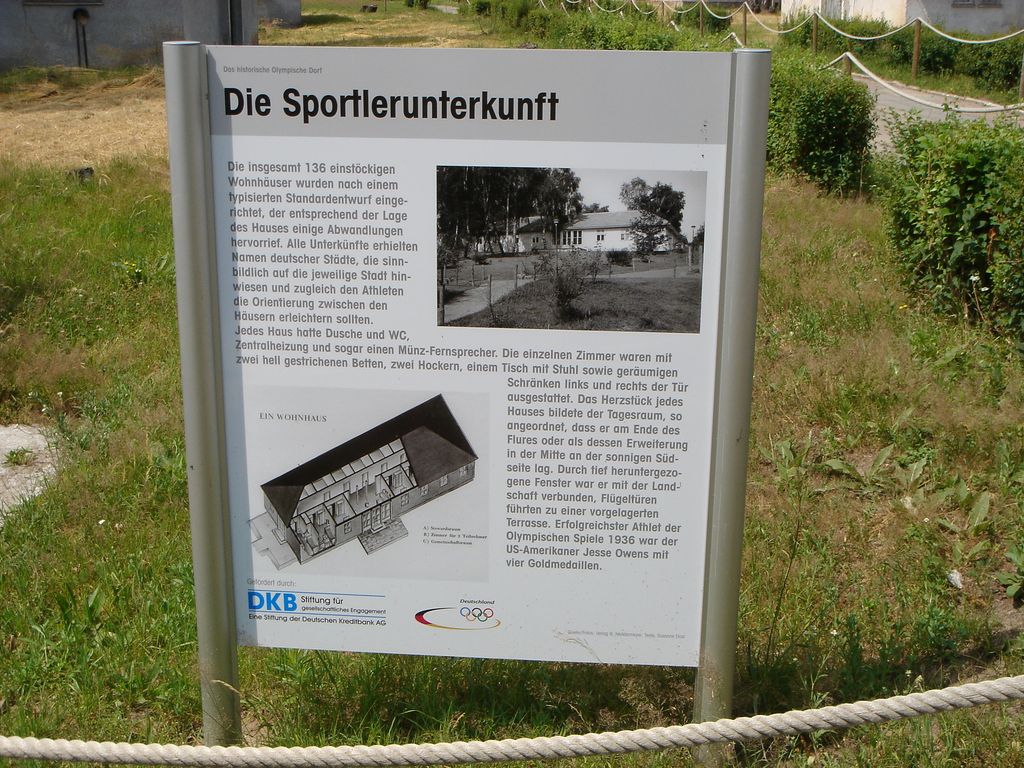 Das historische Olympische Dorf
Die Sportlerunterkunft
Die insgesamt 136 einstöckigen
Wohnhäuser wurden nach einem
typisierten Standardentwurf einge-
richtet, der entsprechend der Lage
des Hauses einige Abwandlungen
hervorrief. Alle Unterkünfte erhielten
Namen deutscher Städte, die sinn-
bildlich auf die jeweilige Stadt hin-
wiesen und zugleich den Athleten
die Orientierung zwischen den
Häusern erleichtern sollten.
Jedes Haus hatte Dusche und WC,
Zentralheizung und sogar einen Münz-Fernsprecher. Die einzelnen Zimmer waren mit
zwei hell gestrichenen Betten, zwei Hockern, einem Tisch mit Stuhl sowie geräumigen
Schränken links und rechts der Tür
ausgestattet. Das Herzstück jedes
Hauses bildete der Tagesraum, so
angeordnet, dass er am Ende des
Flures oder als dessen Erweiterung
in der Mitte an der sonnigen Süd-
seite lag. Durch tief heruntergezo-
gene Fenster war er mit der Land-
schaft verbunden, Flügeltüren
führten zu einer vorgelagerten
Terrasse. Erfolgreichster Athlet der
Olympischen Spiele 1936 war der
US-Amerikaner Jesse Owens mit
vier Goldmedaillen.
EIN WOHNHAUS
A) Stewardsraum
B) Zimmer für 2 Teilnehmer
C) Gemeinschaftsraum
Gefördert durch:
DKB Stiftung für
gesellschaftliches Engagement
Eine Stiftung der Deutschen Kreditbank AG
Deutschland